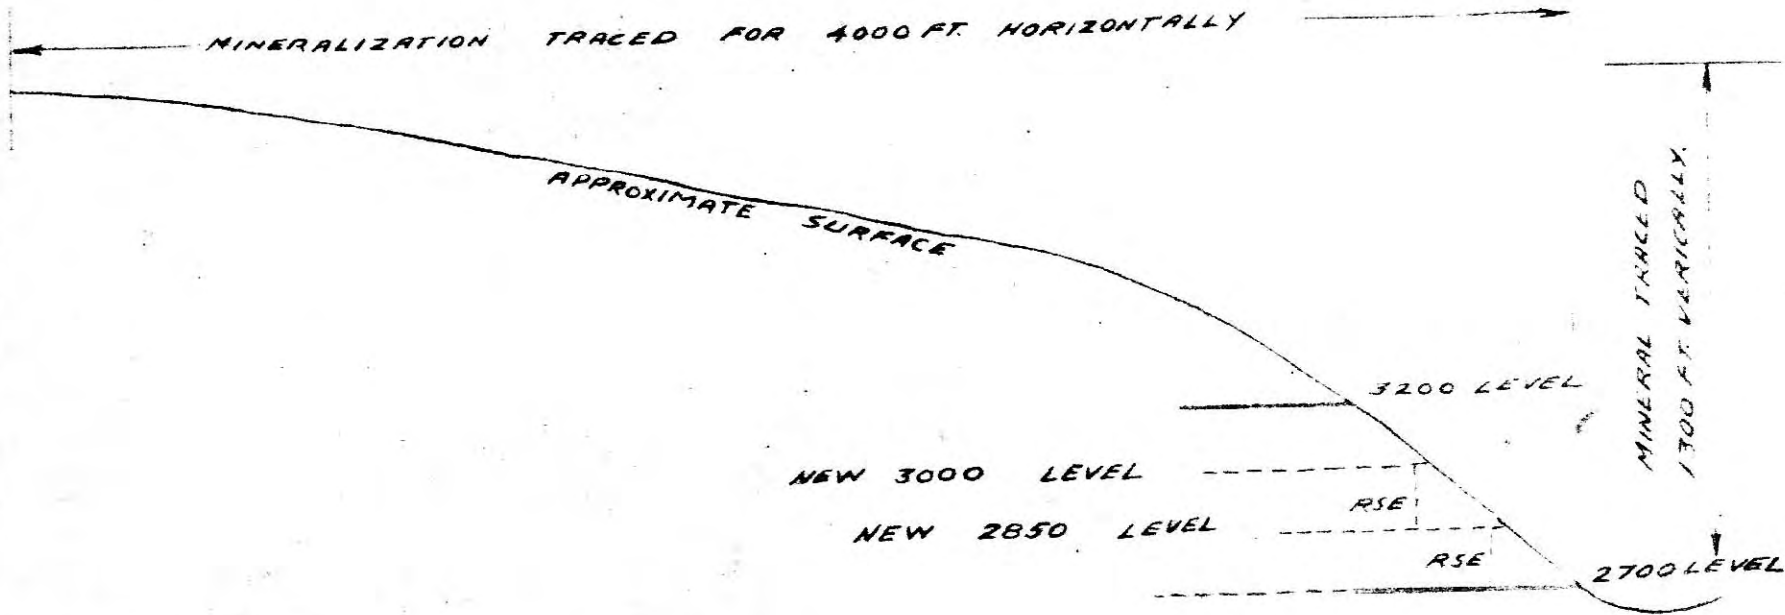 MINERALIZATION TRACED FOR 4000 FT. HORIZONTALLY
APPROXIMATE SURFACE
MINERAL TRACED
1300 FT. VERICALLY.
3200 LEVEL
NEW 3000 LEVEL
RSE
NEW 2850 LEVEL
RSE
2700 LEVEL